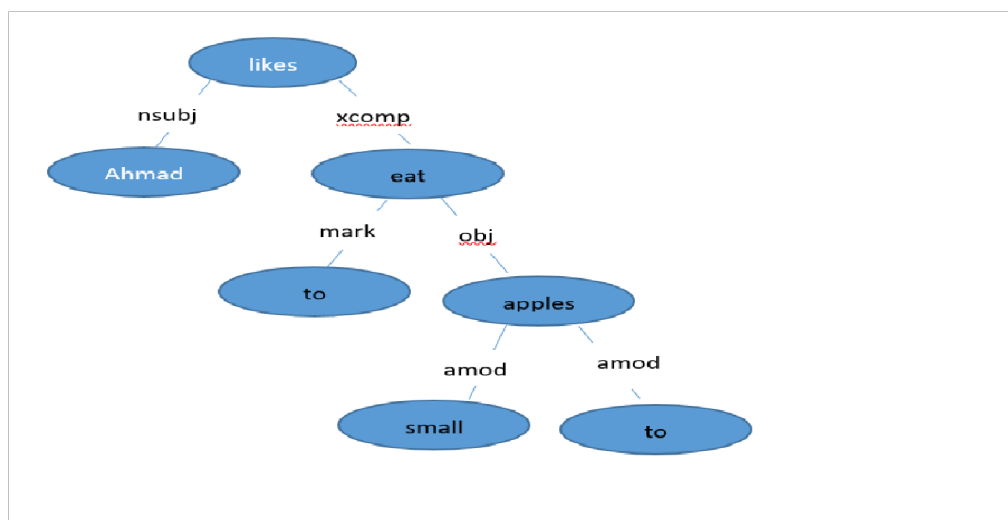 likes
nsubj
xcomp
Ahmad
eat
mark
obj
to
apples
amod
amod
small
to